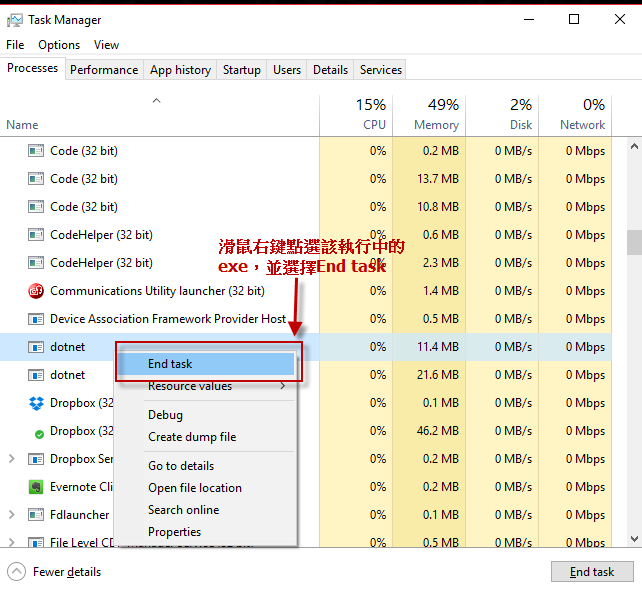 Task Manager
File Options View
Processes Performance App history Startup Users Details Services
15% 49% 2% 0%
Name CPU Memory Disk Network
Code (32 bit) 0% 0.2 MB 0 MB/s 0 Mbps
Code (32 bit) 0% 13.7 MB 0 MB/s 0 Mbps
Code (32 bit) 0% 10.8 MB 0 MB/s 0 Mbps
CodeHelper (32 bit) 0% 0.6 MB 0 MB/s 0 Mbps
滑鼠右鍵點選該執行中的
exe，並選擇End task
CodeHelper (32 bit) 0% 2.3 MB 0 MB/s 0 Mbps
Communications Utility launcher (32 bit) 0% 1.4 MB 0 MB/s 0 Mbps
Device Association Framework Provider Host 0% 0.5 MB 0 MB/s 0 Mbps
dotnet 0% 11.4 MB 0 MB/s 0 Mbps
End task
dotnet 0% 21.6 MB 0 MB/s 0 Mbps
Resource values
Dropbox (32 0% 0.1 MB 0 MB/s 0 Mbps
Debug
Dropbox (32 0% 46.2 MB 0 MB/s 0 Mbps
Create dump file
Dropbox Ser 0% 0.2 MB 0 MB/s 0 Mbps
Go to details
Evernote Cli 0% 0.2 MB 0 MB/s 0 Mbps
Open file location
Search online
Fdlauncher 0% 0.1 MB 0 MB/s 0 Mbps
Properties
File Level CD 0% 0.5 MB 0 MB/s 0 Mbps
Fewer details End task